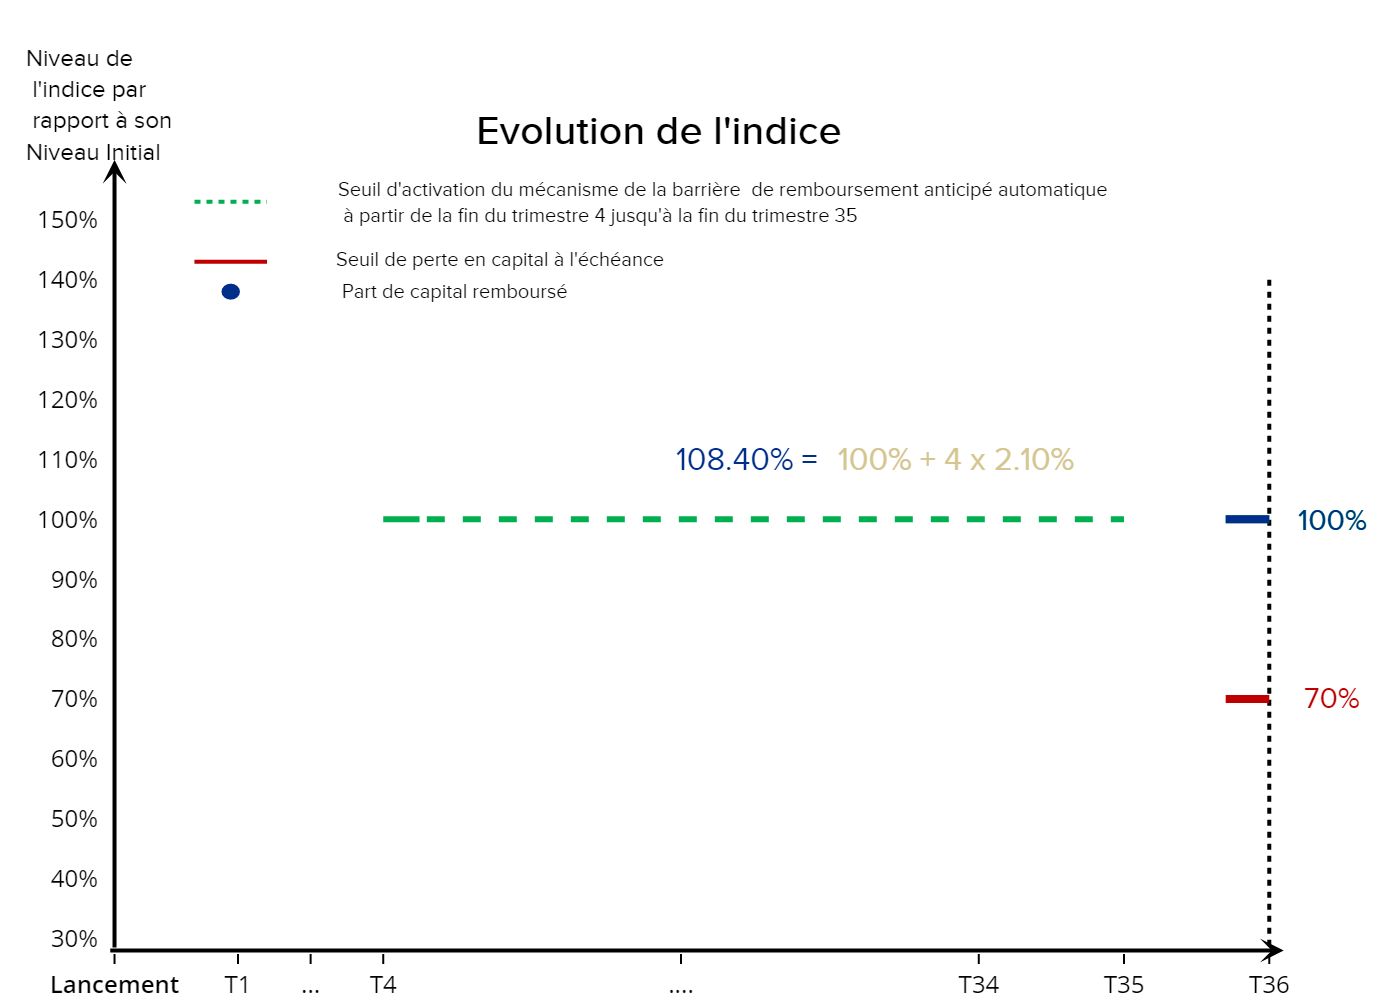 Niveau de
l'indice par
rapport à son
Niveau Initial
Evolution de l'indice
Seuil d'activation du mécanisme de la barrière de remboursement anticipé automatique
à partir de la fin du trimestre 4 jusqu'à la fin du trimestre 35
Seuil de perte en capital à l'échéance
Part de capital remboursé
150%
140%
130%
120%
110%
108.40% = 100% + 4 x 2.10%
100%
100%
90%
80%
70%
70%
60%
50%
40%
30%
Lancement T1 ... T4 .... T34 T35 T36